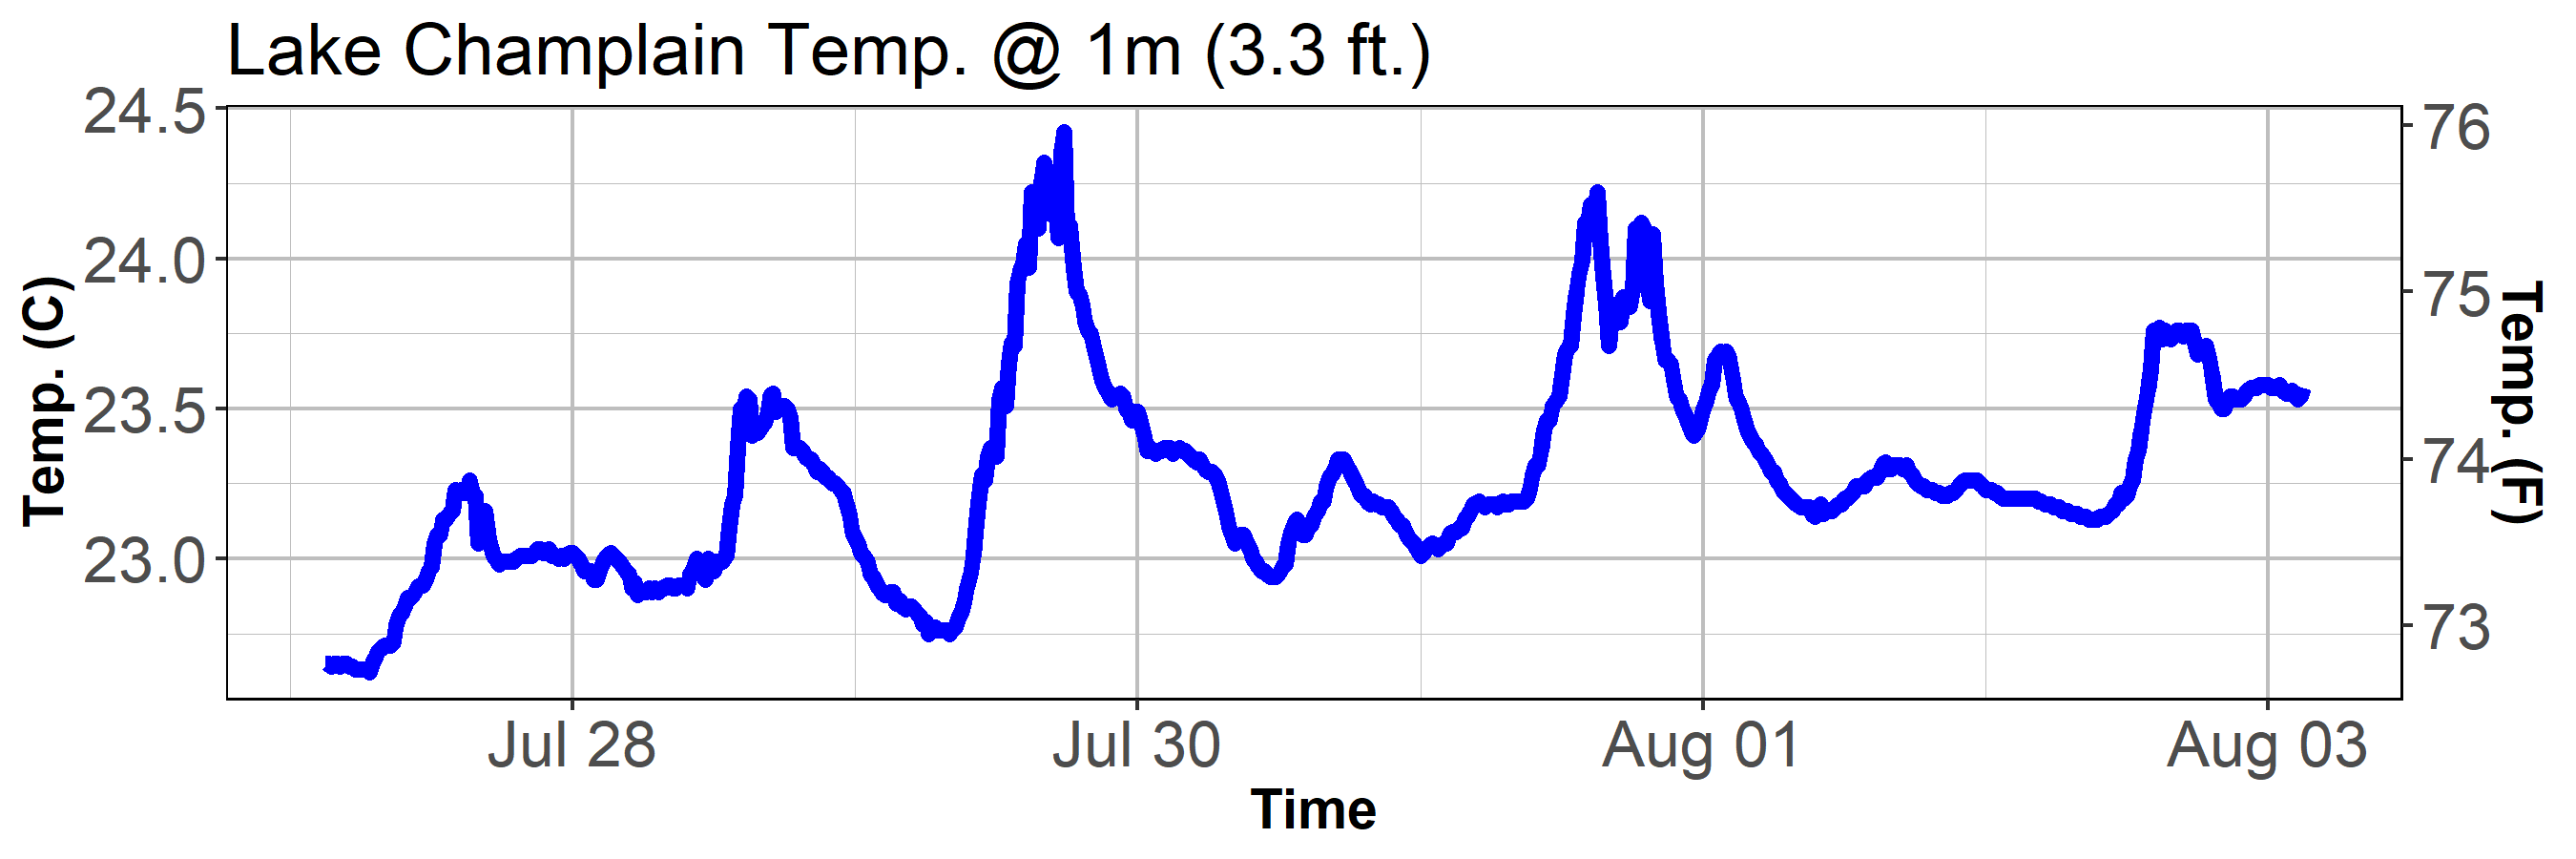 Lake Champlain Temp. @ 1m (3.3 ft.)
24.5
24.0
23.5
23.0
Temp. (C)
76
75
74
73
Temp. (F)
Jul 28
Jul 30
Aug 01
Aug 03
Time